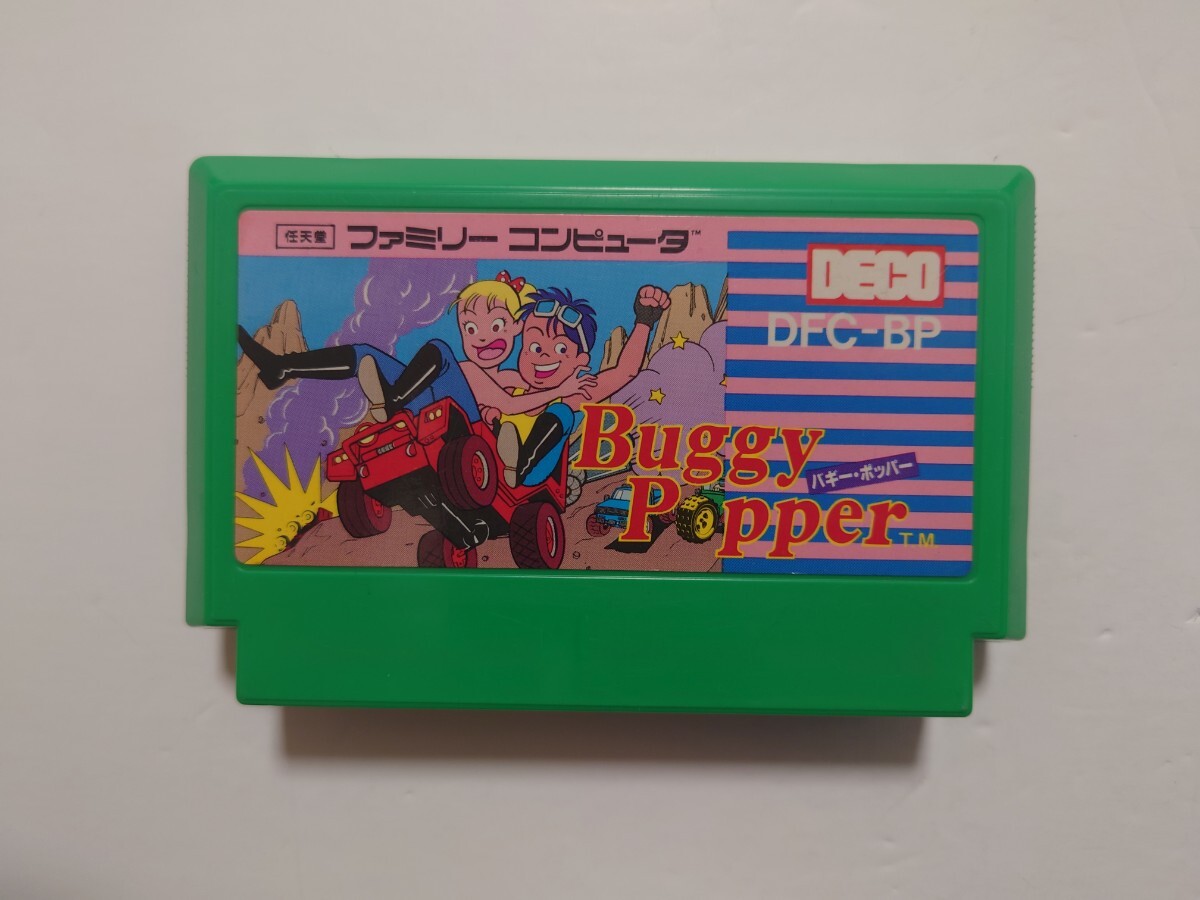 任天堂 ファミリー コンピュータ™
DECO
DFC-BP
Buggy
Popper T.M.
バギー・ポッパー